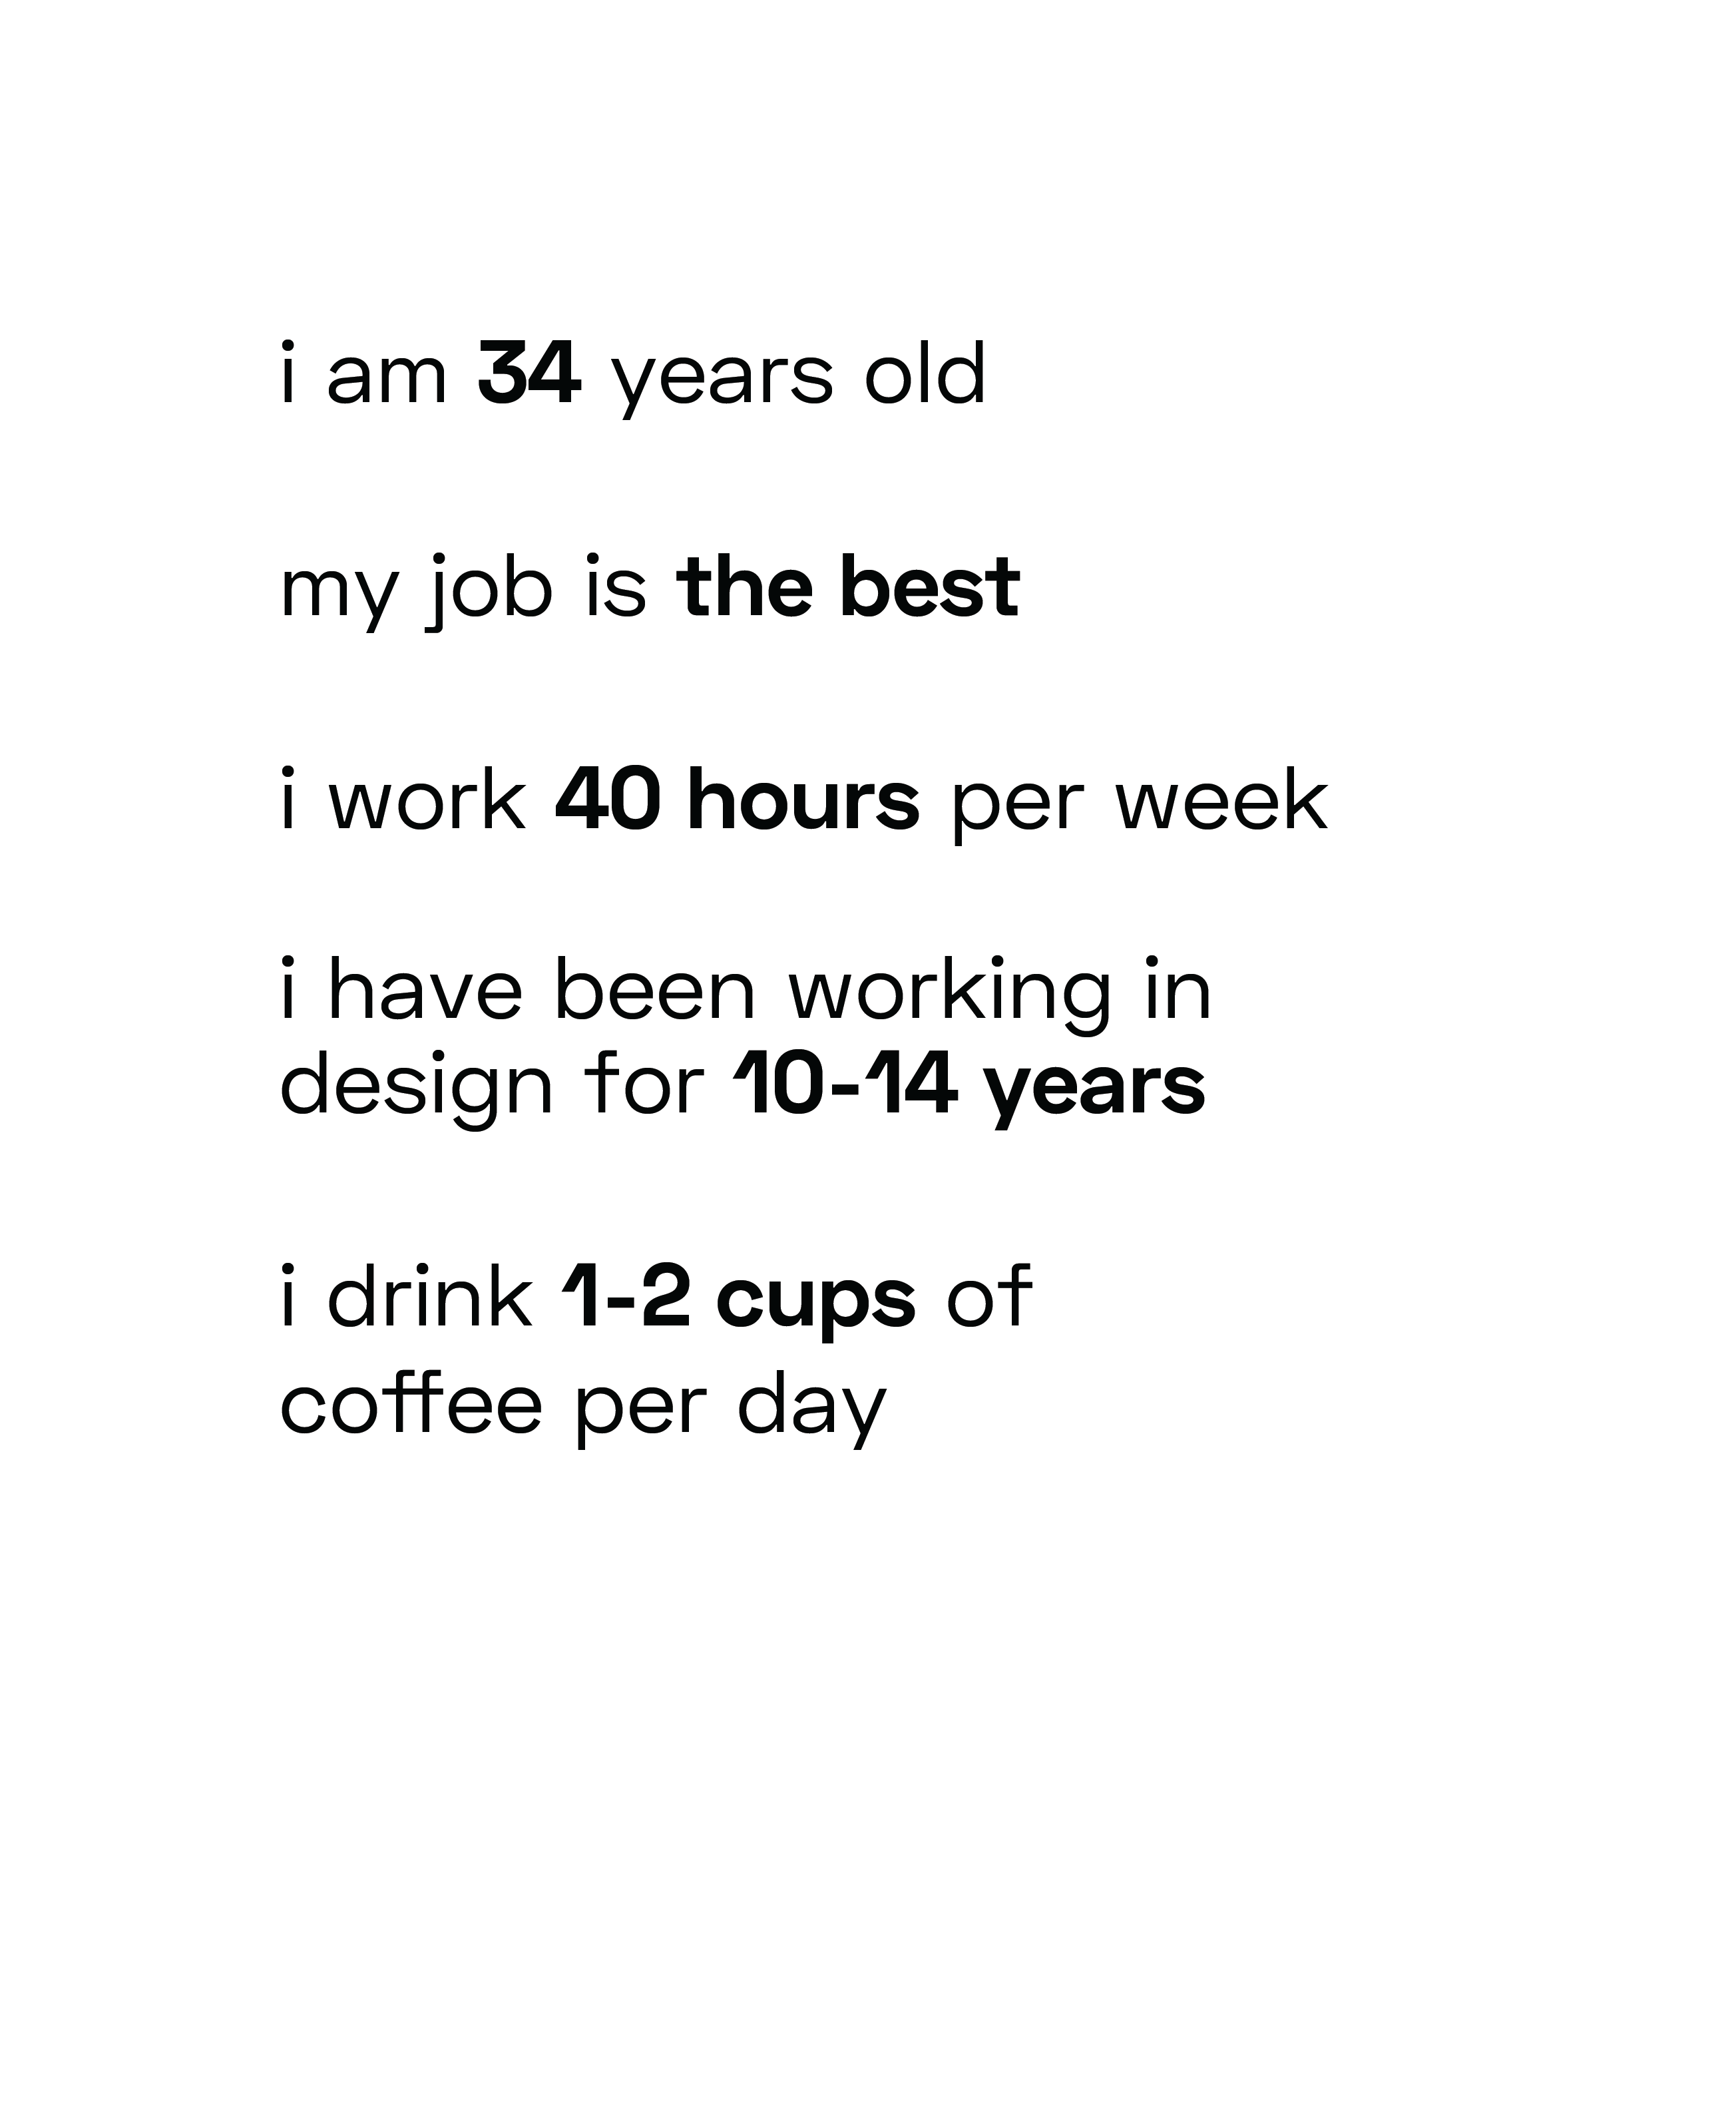 i am 34 years old
my job is the best
i work 40 hours per week
i have been working in
design for 10-14 years
i drink 1-2 cups of
coffee per day